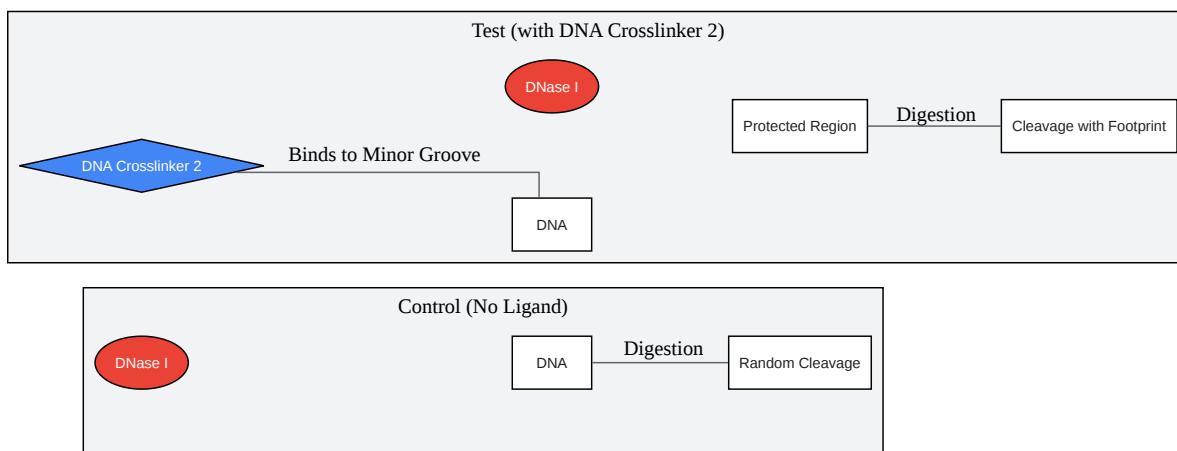 Test (with DNA Crosslinker 2)
DNase I
Protected Region
Digestion
Cleavage with Footprint
DNA Crosslinker 2
Binds to Minor Groove
DNA
Control (No Ligand)
DNase I
DNA
Digestion
Random Cleavage